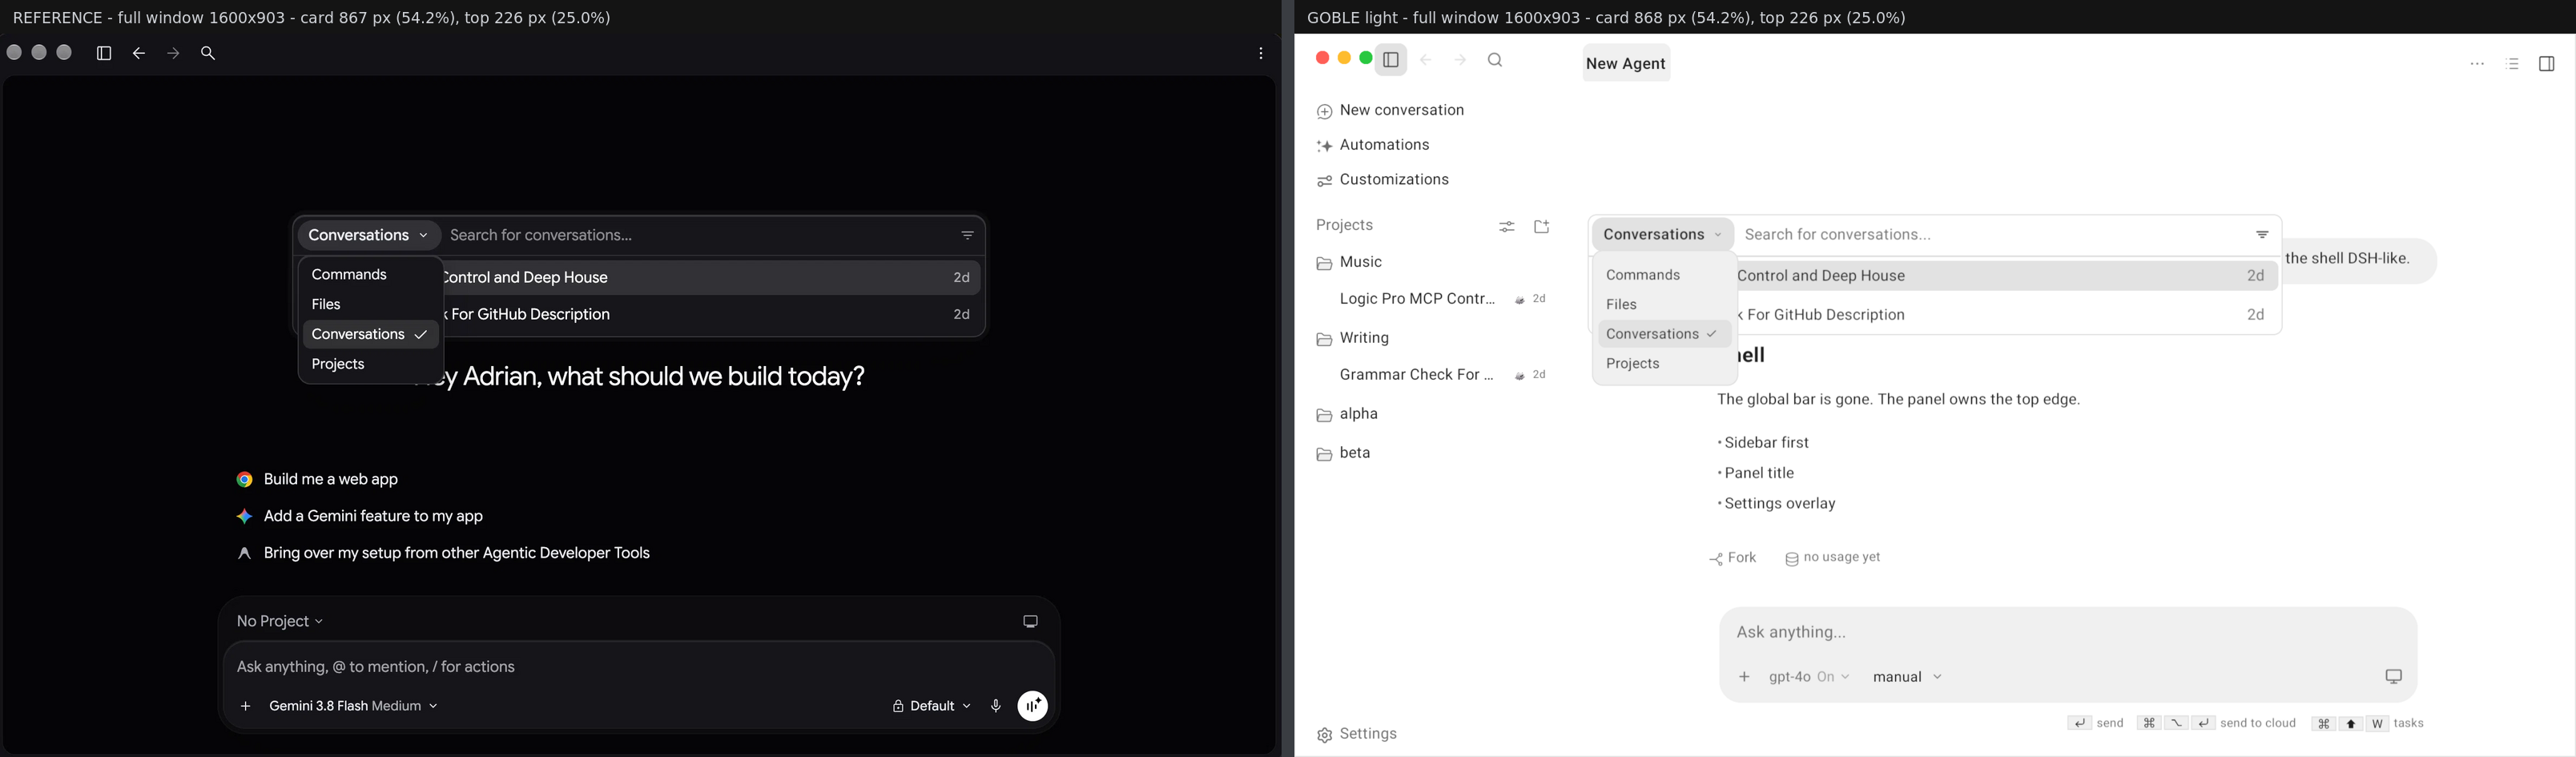 REFERENCE - full window 1600x903 - card 867 px (54.2%), top 226 px (25.0%)
Conversations
Search for conversations...
Commands
Control and Deep House
2d
Files
For GitHub Description
2d
Conversations
Projects
Adrian, what should we build today?
Build me a web app
Add a Gemini feature to my app
Bring over my setup from other Agentic Developer Tools
No Project
Ask anything, @ to mention, / for actions
+ Gemini 3.8 Flash Medium
Default
GOBLE light - full window 1600x903 - card 868 px (54.2%), top 226 px (25.0%)
New Agent
New conversation
Automations
Customizations
Projects
Music
Logic Pro MCP Contr...
2d
Writing
Grammar Check For ...
2d
alpha
beta
Settings
Conversations
Search for conversations...
the shell DSH-like.
Commands
Control and Deep House
2d
Files
For GitHub Description
2d
Conversations
Projects
The global bar is gone. The panel owns the top edge.
• Sidebar first
• Panel title
• Settings overlay
Fork
no usage yet
Ask anything...
+ gpt-4o On
manual
send
⌘ ⌥ send to cloud
⌘ W tasks